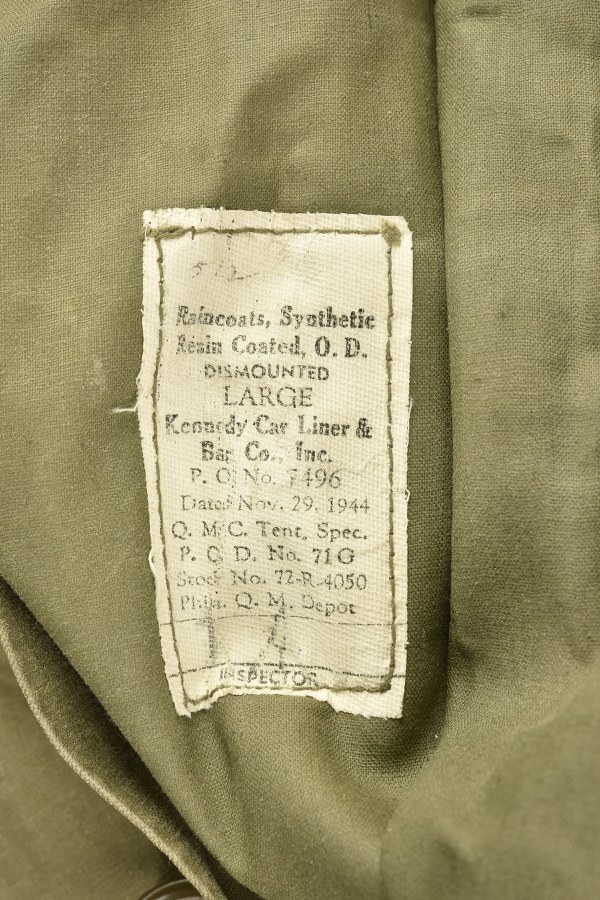 Raincoats, Synthetic
Resin Coated, O. D.
DISMOUNTED
LARGE
Kennedy Car Liner &
Bag Co., Inc.
P. O. No. 7496
Dated Nov. 29, 1944
Q. M. C. Tent. Spec.
P. Q. D. No. 71G
Stock No. 72-R-4050
Phila. Q. M. Depot
INSPECTOR